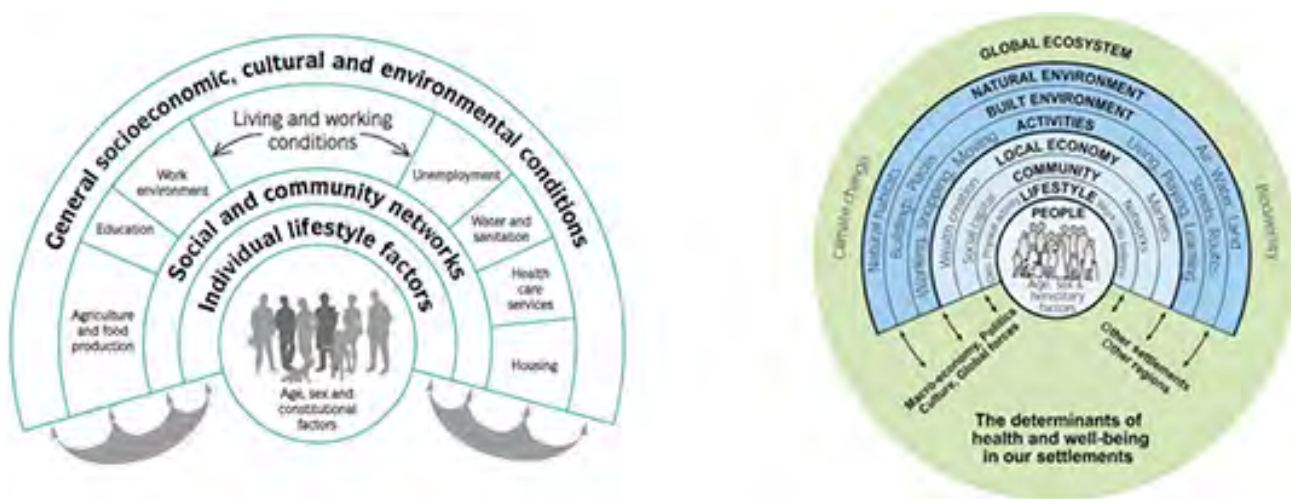 General socioeconomic, cultural and environmental conditions
Living and working
conditions
Work
environment
Unemployment
Education
Water and
sanitation
Agriculture
and food
production
Health
care
services
Housing
Social and community networks
Individual lifestyle factors
Age, sex and
constitutional
factors
GLOBAL ECOSYSTEM
NATURAL ENVIRONMENT
BUILT ENVIRONMENT
ACTIVITIES
LOCAL ECONOMY
COMMUNITY
LIFESTYLE
PEOPLE
Age, sex &
hereditary
factors
Climate change
Biodiversity
Natural habitats
Air, Water, Land
Buildings, Places
Streets, Routes
Working, Shopping, Moving
Living, Playing, Learning
Wealth creation
Markets
Social capital
Networks
Macro-economy, Politics
Culture, Global forces
Other settlements
Other regions
The determinants of
health and well-being
in our settlements